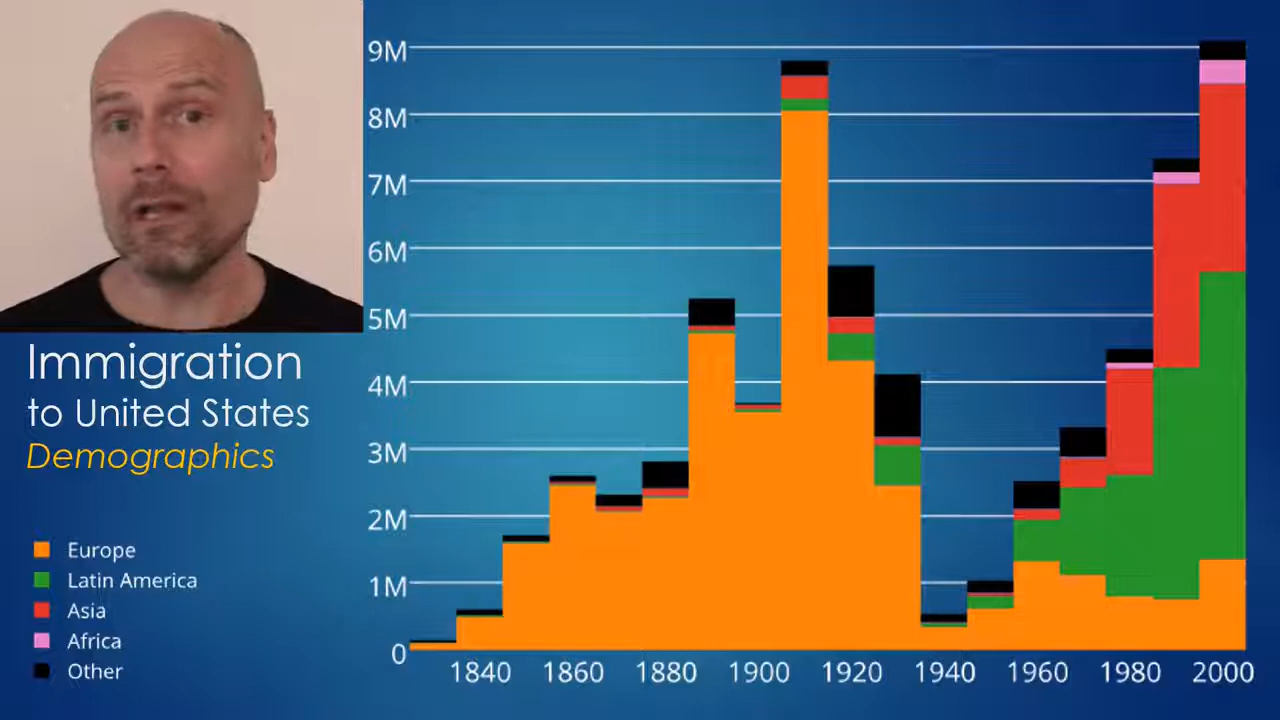 Immigration
to United States
Demographics
Europe
Latin America
Asia
Africa
Other
9M
8M
7M
6M
5M
4M
3M
2M
1M
0
1840 1860 1880 1900 1920 1940 1960 1980 2000